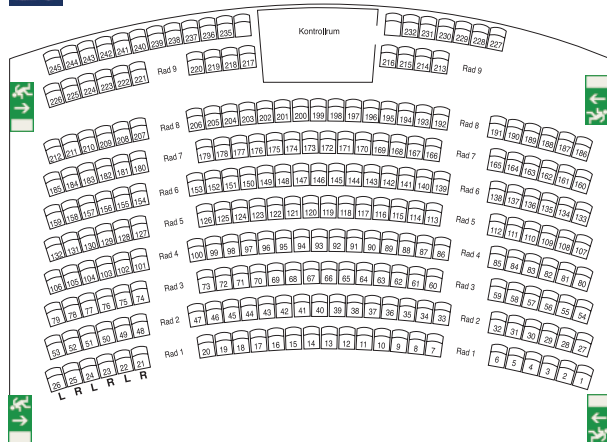 245 244 243 242 241 240 239 238 237 236 235 Kontrollrum 232 231 230 229 228 227
226 225 224 223 222 221 Rad 9 220 219 218 217 216 215 214 213 Rad 9
212 211 210 209 208 207 Rad 8 206 205 204 203 202 201 200 199 198 197 196 195 194 193 192 Rad 8 191 190 189 188 187 186
185 184 183 182 181 180 Rad 7 179 178 177 176 175 174 173 172 171 170 169 168 167 166 Rad 7 165 164 163 162 161 160
159 158 157 156 155 154 Rad 6 153 152 151 150 149 148 147 146 145 144 143 142 141 140 139 Rad 6 138 137 136 135 134 133
132 131 130 129 128 127 Rad 5 126 125 124 123 122 121 120 119 118 117 116 115 114 113 Rad 5 112 111 110 109 108 107
106 105 104 103 102 101 Rad 4 100 99 98 97 96 95 94 93 92 91 90 89 88 87 86 Rad 4 85 84 83 82 81 80
79 78 77 76 75 74 Rad 3 73 72 71 70 69 68 67 66 65 64 63 62 61 60 Rad 3 59 58 57 56 55 54
53 52 51 50 49 48 Rad 2 47 46 45 44 43 42 41 40 39 38 37 36 35 34 33 Rad 2 32 31 30 29 28 27
26 25 24 23 22 21 Rad 1 20 19 18 17 16 15 14 13 12 11 10 9 8 7 Rad 1 6 5 4 3 2 1
L R L R L R